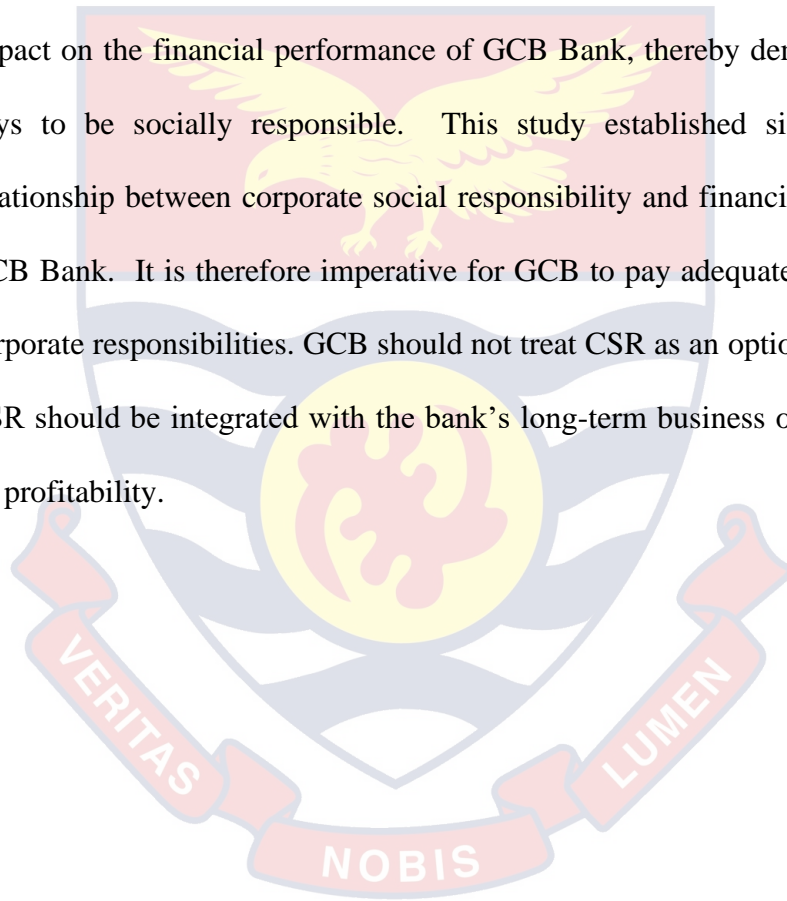 pact on the financial performance of GCB Bank, thereby der
ys to be socially responsible. This study established si
ationship between corporate social responsibility and financi
CB Bank. It is therefore imperative for GCB to pay adequate
rporate responsibilities. GCB should not treat CSR as an optio
SR should be integrated with the bank's long-term business o
profitability.
VERITAS
NOBIS
LUMEN